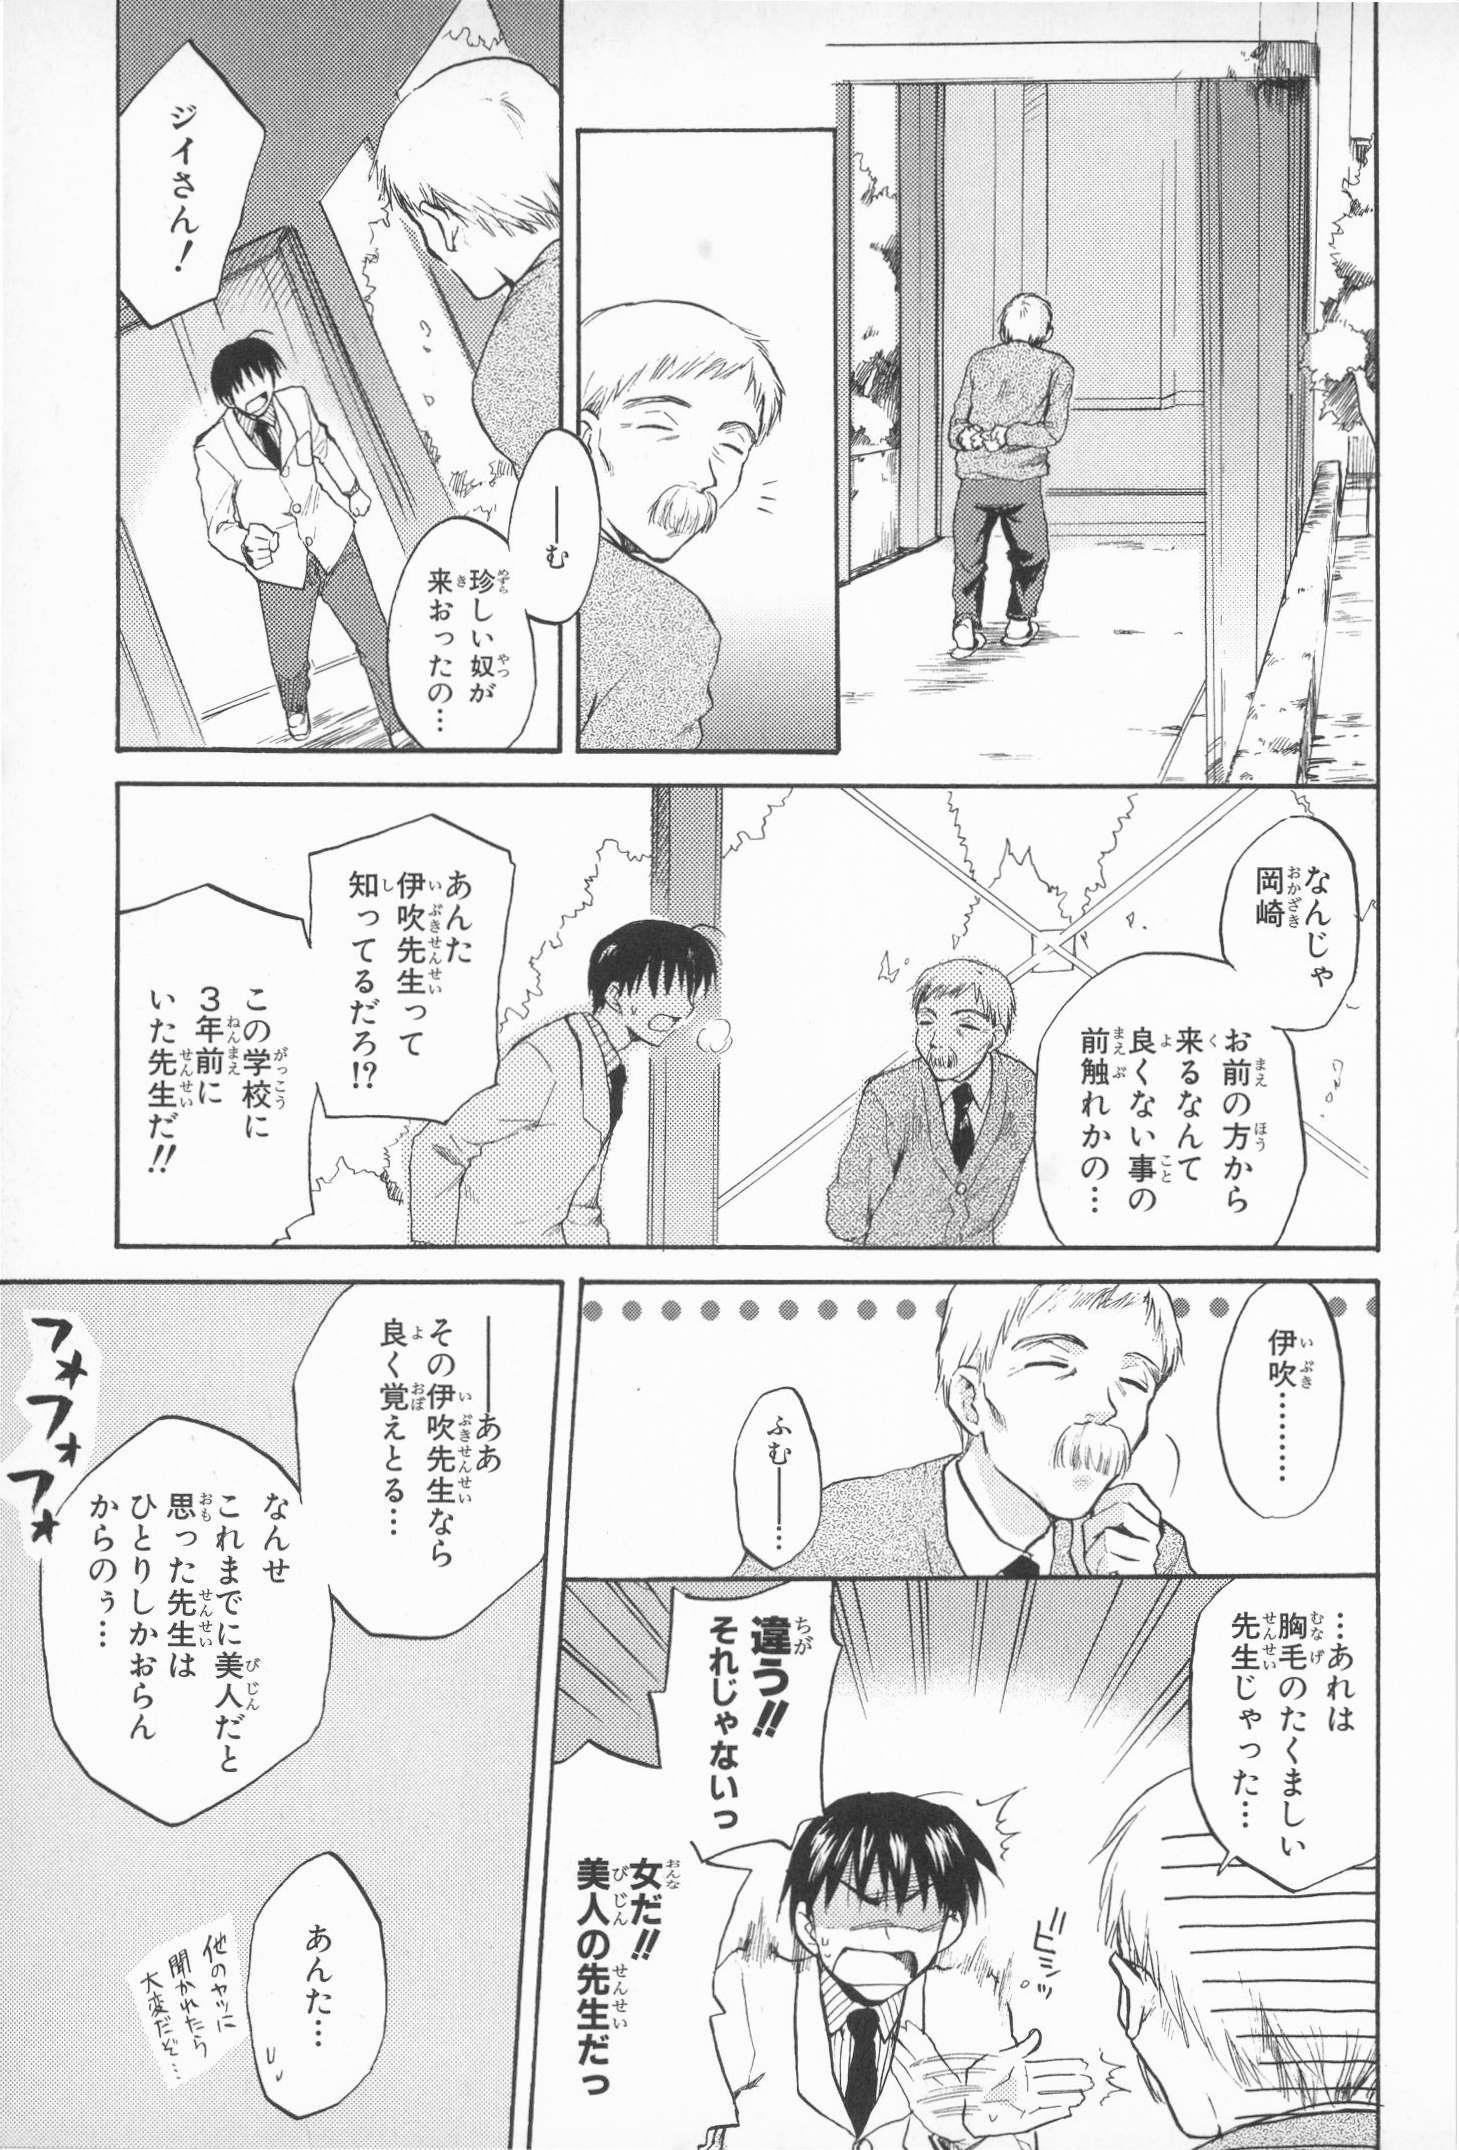 ジイさん！
――む
珍しい奴が
来おったの…
なんじゃ
岡崎
お前の方から
来るなんて
良くない事の
前触れかの…
あんた
伊吹先生って
知ってるだろ！？
この学校に
３年前に
いた先生だ！！
伊吹………
ふむ――…
…あれは
胸毛のたくましい
先生じゃった…
違う！！
それじゃないっ
女だ！！
美人の先生だっ
ビシッ
――ああ
その伊吹先生なら
良く覚えとる…
なんせ
これまでに美人だと
思った先生は
ひとりしかおらん
からのぅ…
フォフォフォ
あんた…
他のヤツに
聞かれたら
大変だぞ…